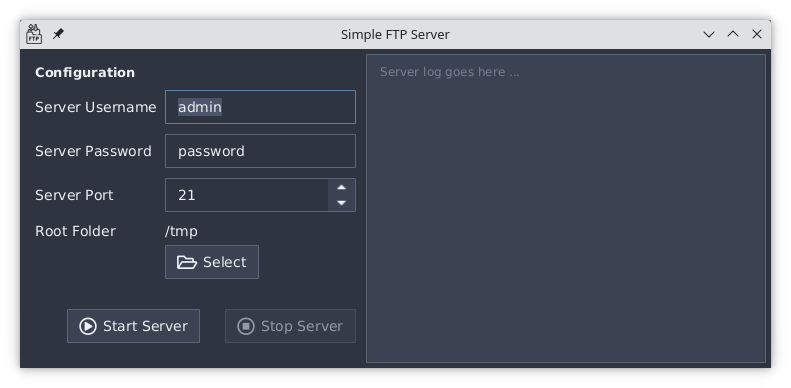 FTP
Simple FTP Server
Configuration
Server Username
admin
Server Password
password
Server Port
21
Root Folder
/tmp
Select
Start Server
Stop Server
Server log goes here ...